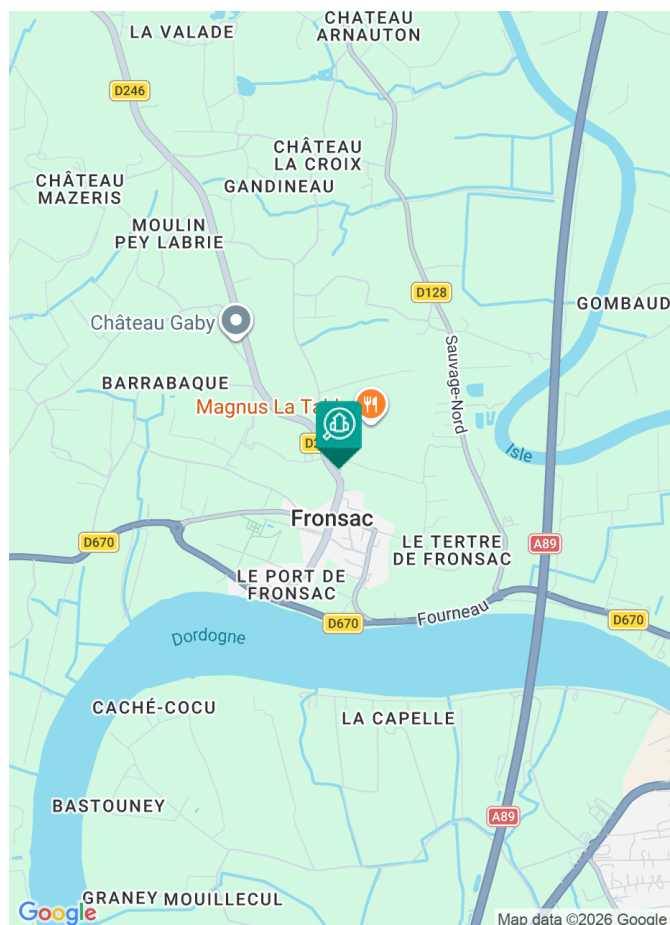 LA VALADE
CHATEAU
ARNAUTON
D246
CHÂTEAU
LA CROIX
CHÂTEAU
MAZERIS
GANDINEAU
MOULIN
PEY LABRIE
D128
GOMBAUD
Château Gaby
Sauvage-Nord
BARRABAQUE
Magnus La
Isle
Fronsac
D670
LE TERTRE
DE FRONSAC
A89
LE PORT DE
FRONSAC
Fourneau
D670
D670
Dordogne
CACHÉ-COCU
LA CAPELLE
BASTOUNEY
A89
GRANEY
MOUILLECUL
Google
Map data ©2026 Google